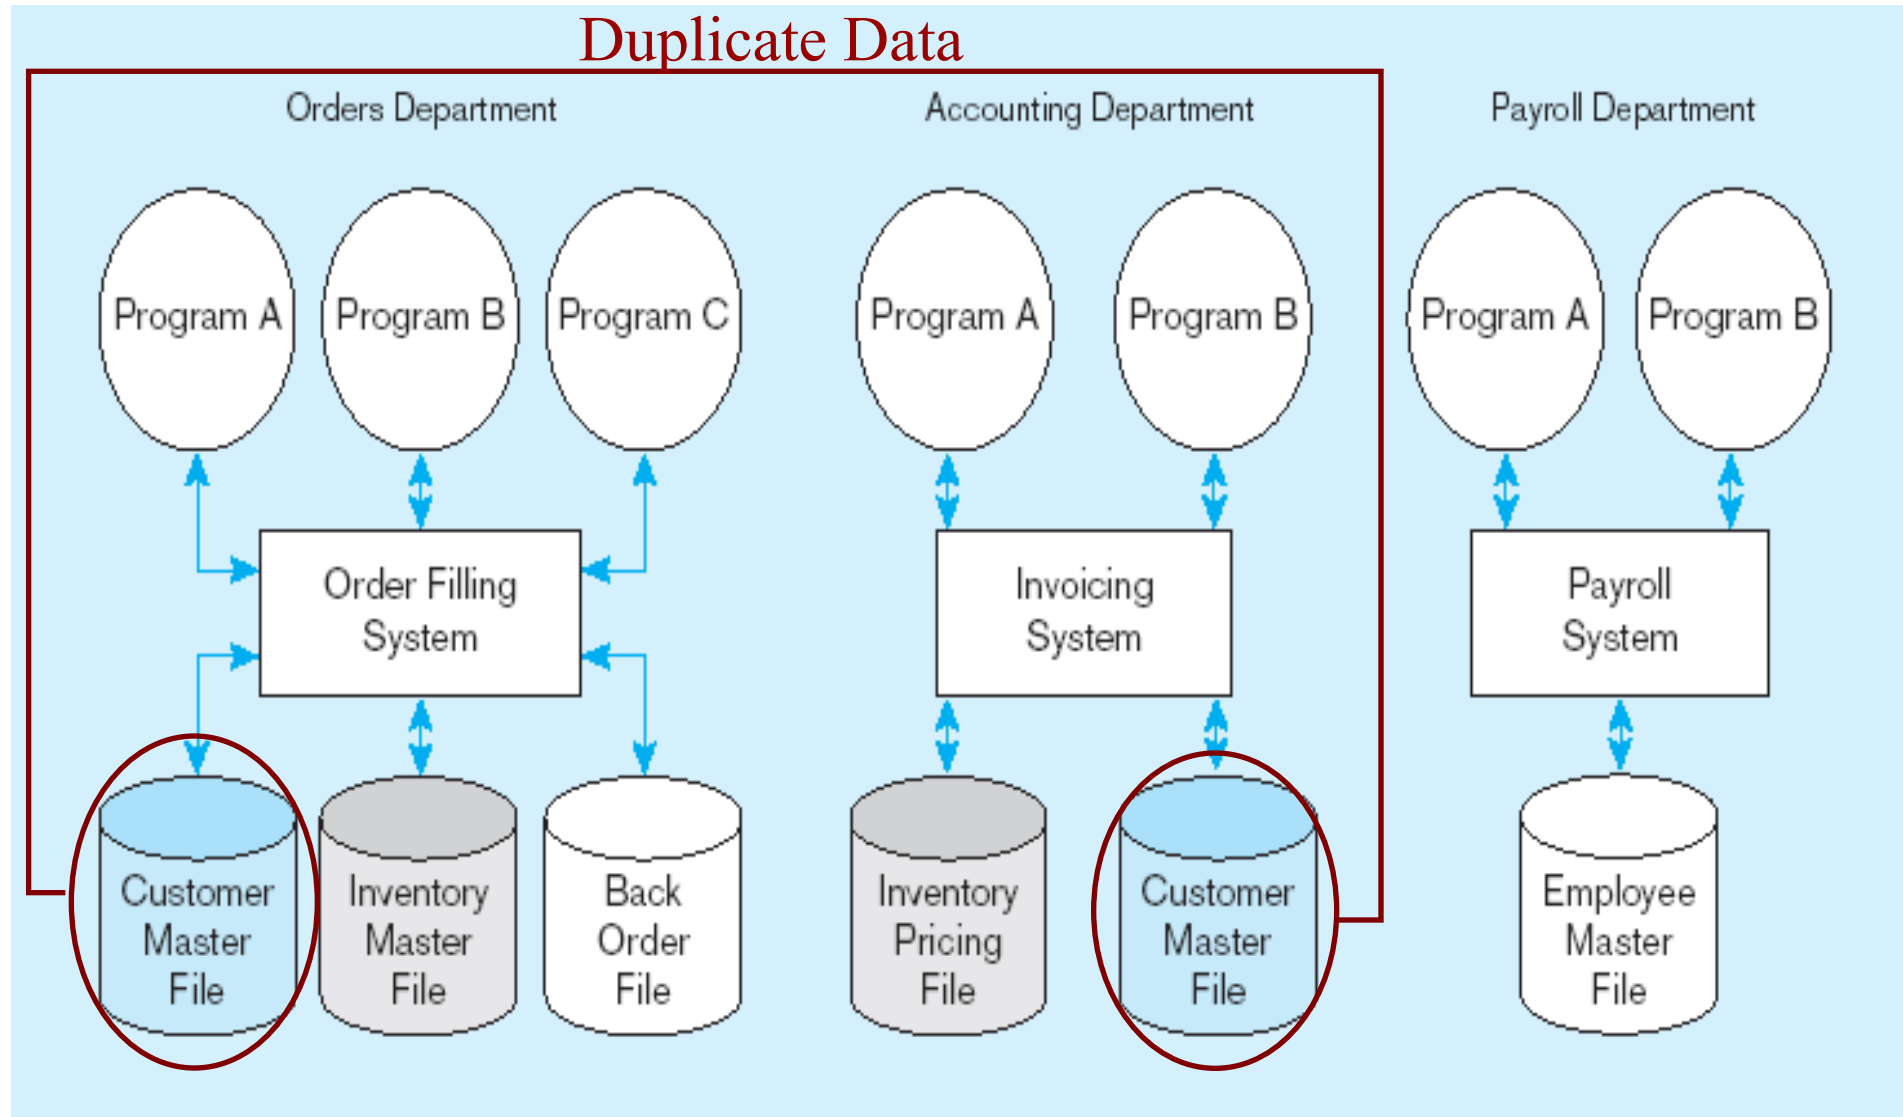 Duplicate Data
Orders Department
Accounting Department
Payroll Department
Program A
Program B
Program C
Program A
Program B
Program A
Program B
Order Filling
System
Invoicing
System
Payroll
System
Customer
Master
File
Inventory
Master
File
Back
Order
File
Inventory
Pricing
File
Customer
Master
File
Employee
Master
File